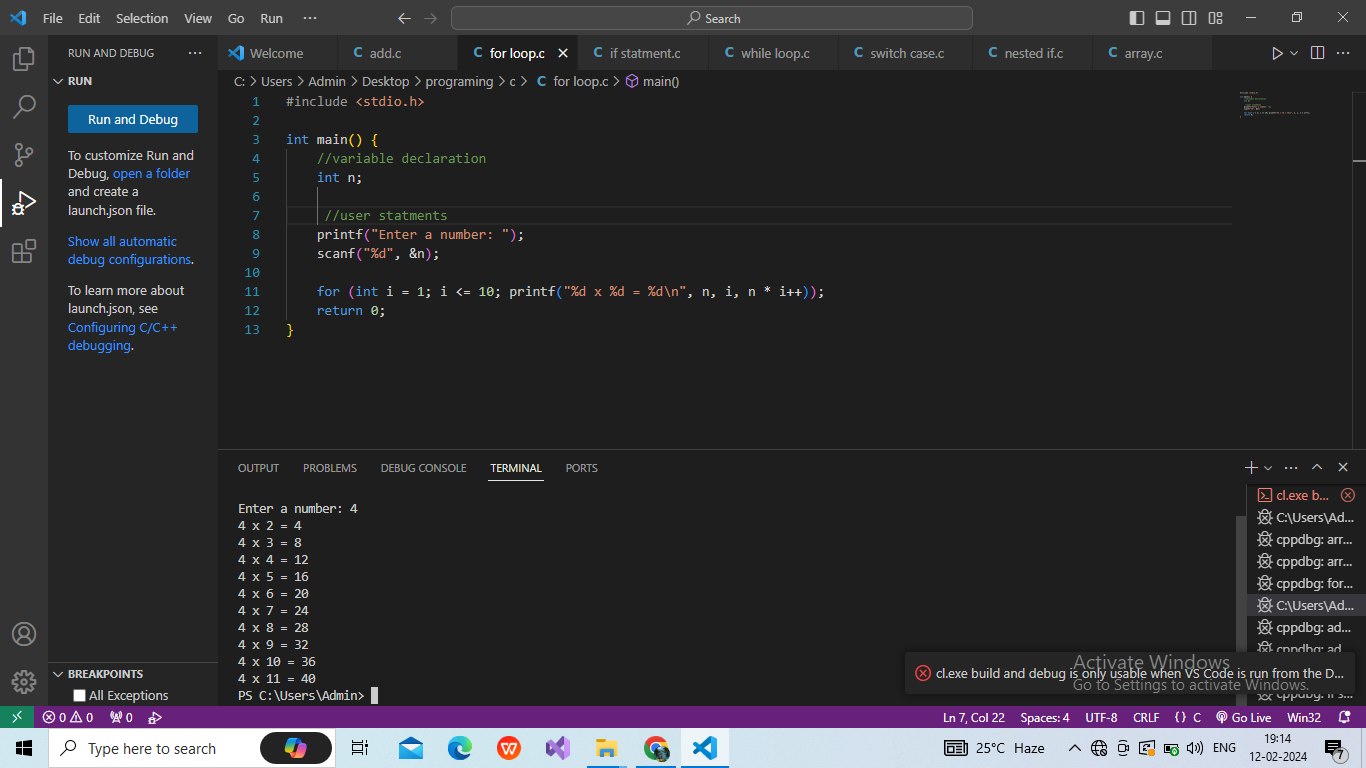 File Edit Selection View Go Run ··· Search
RUN AND DEBUG ···
Welcome add.c for loop.c if statment.c while loop.c switch case.c nested if.c array.c
RUN
Run and Debug
To customize Run and
Debug, open a folder
and create a
launch.json file.
Show all automatic
debug configurations.
To learn more about
launch.json, see
Configuring C/C++
debugging.
BREAKPOINTS
All Exceptions
C: > Users > Admin > Desktop > programing > c > C for loop.c > main()
1 #include <stdio.h>
2
3 int main() {
4 //variable declaration
5 int n;
6
7 //user statments
8 printf("Enter a number: ");
9 scanf("%d", &n);
10
11 for (int i = 1; i <= 10; printf("%d x %d = %d\n", n, i, n * i++));
12 return 0;
13 }
OUTPUT PROBLEMS DEBUG CONSOLE TERMINAL PORTS
Enter a number: 4
4 x 2 = 4
4 x 3 = 8
4 x 4 = 12
4 x 5 = 16
4 x 6 = 20
4 x 7 = 24
4 x 8 = 28
4 x 9 = 32
4 x 10 = 36
4 x 11 = 40
PS C:\Users\Admin>
cl.exe b...
C:\Users\Ad...
cppdbg: arr...
cppdbg: arr...
cppdbg: for...
C:\Users\Ad...
cppdbg: ad...
cppdbg: ad...
cl.exe build and debug is only usable when VS Code is run from the D...
Activate Windows
Go to Settings to activate Windows.
0 0 0 Ln 7, Col 22 Spaces: 4 UTF-8 CRLF {} C Go Live Win32
Type here to search 25°C Haze ENG 19:14
12-02-2024 7